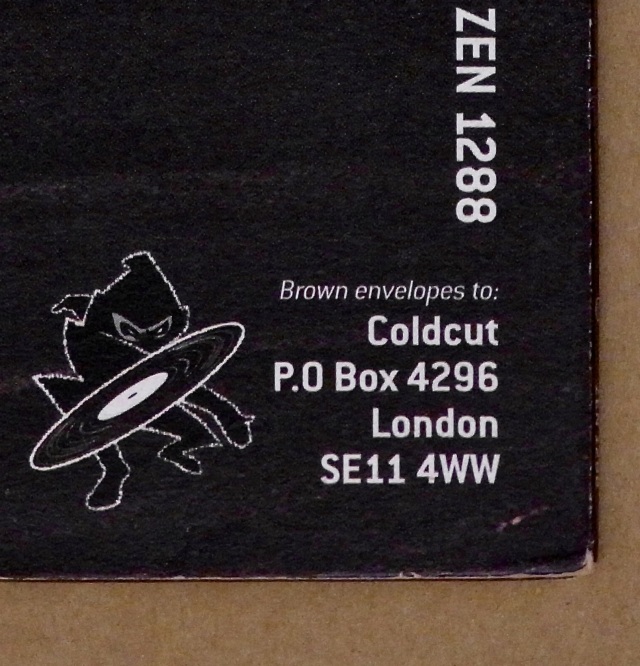 ZEN 1288
Brown envelopes to:
Coldcut
P.O Box 4296
London
SE11 4WW